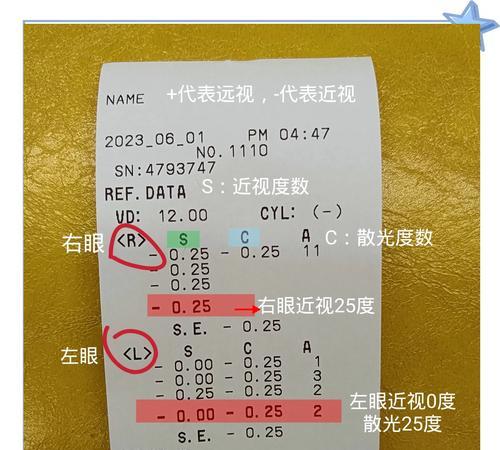 NAME +代表远视，-代表近视
2023_06_01 PM 04:47
NO.1110
SN:4793747
REF.DATA S：近视度数
VD: 12.00 CYL: (-)
右眼 <R> S C A C：散光度数
- 0.25 - 0.25 11
- 0.25
- 0.25
- 0.25 右眼近视25度
S.E. - 0.25
左眼 <L> S C A
- 0.00 - 0.25 1
- 0.00 - 0.25 3
- 0.00 - 0.25 2
- 0.00 - 0.25 2 左眼近视0度
散光25度
S.E. - 0.25